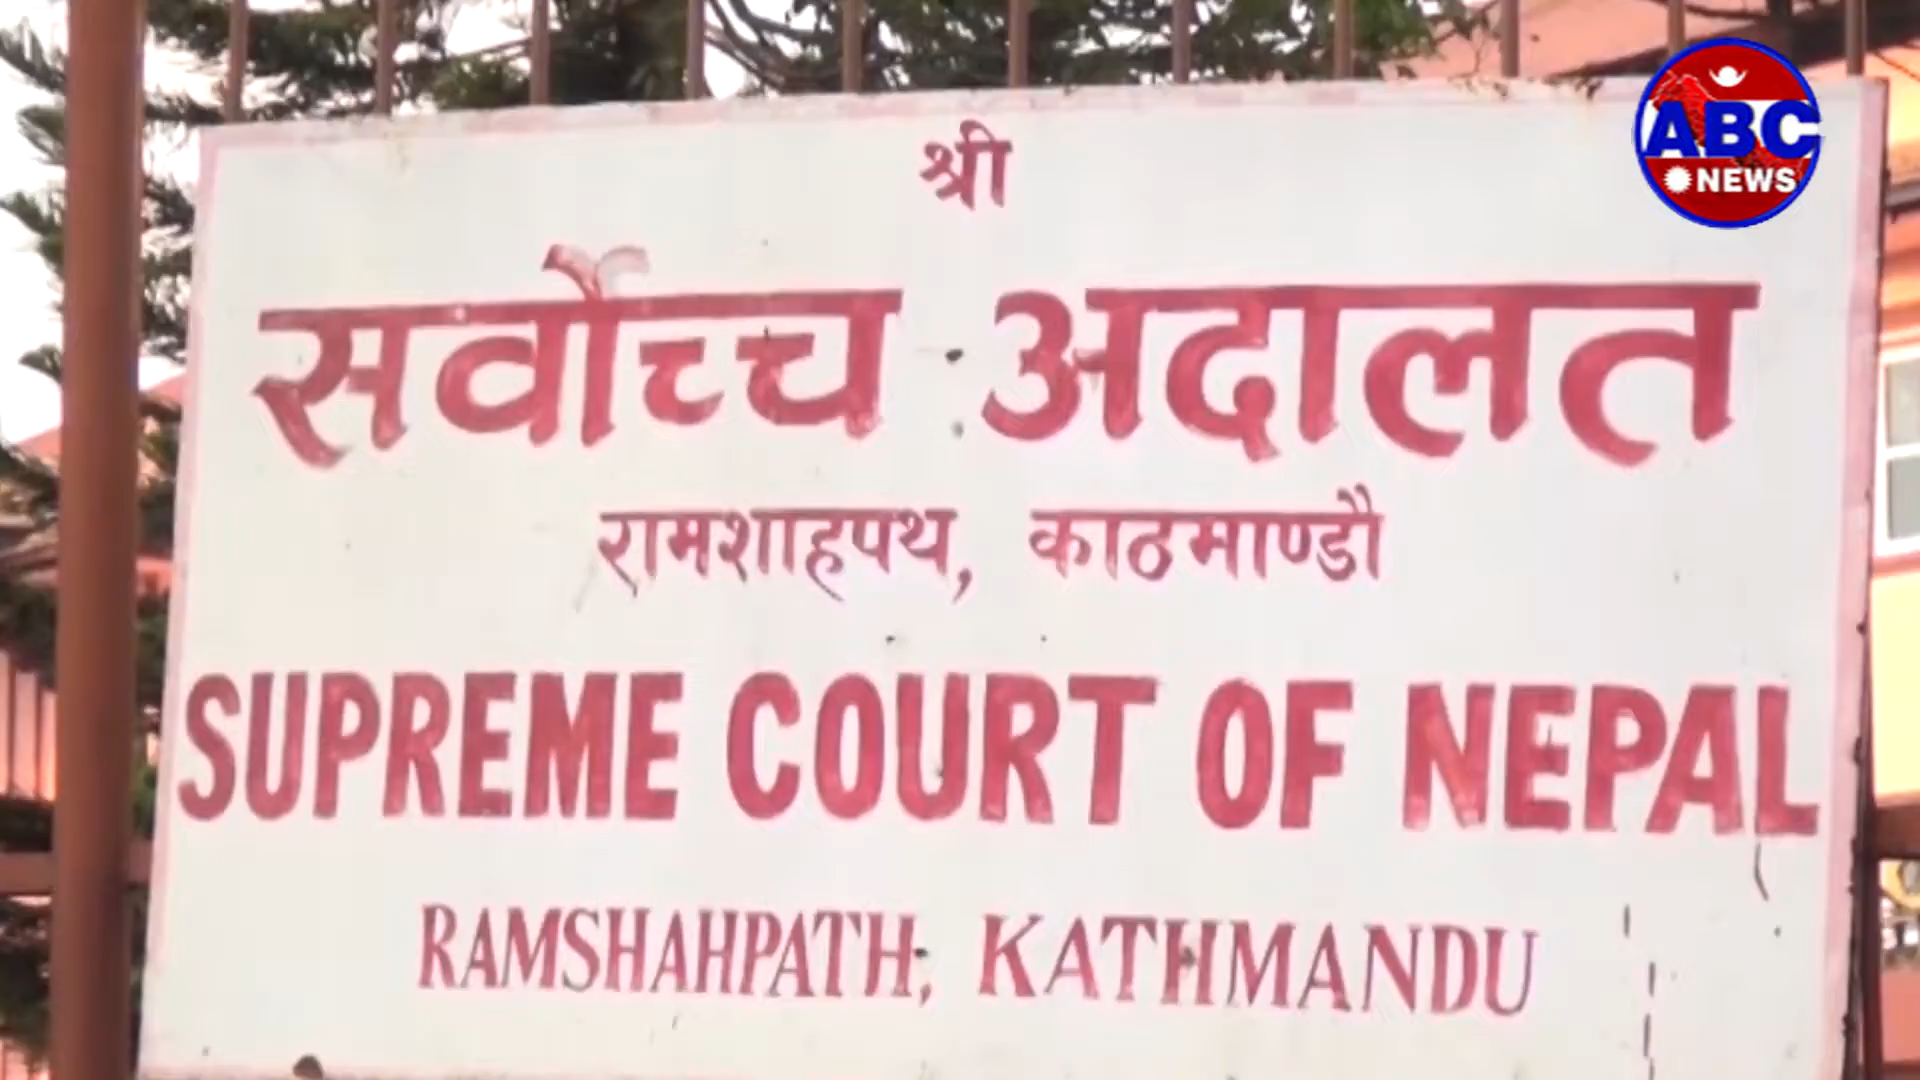 ABC
NEWS
श्री
सर्वोच्च अदालत
रामशाहपथ, काठमाण्डौ
SUPREME COURT OF NEPAL
RAMSHAHPATH, KATHMANDU